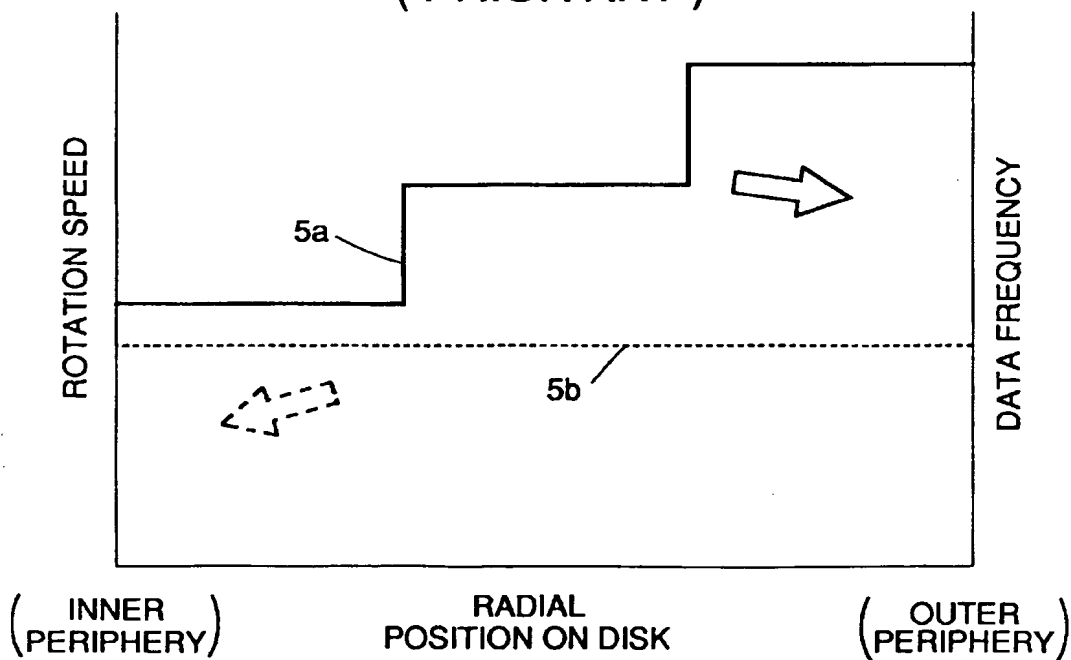 ROTATION SPEED
5a
5b
DATA FREQUENCY
(INNER PERIPHERY)
RADIAL
POSITION ON DISK
(OUTER PERIPHERY)